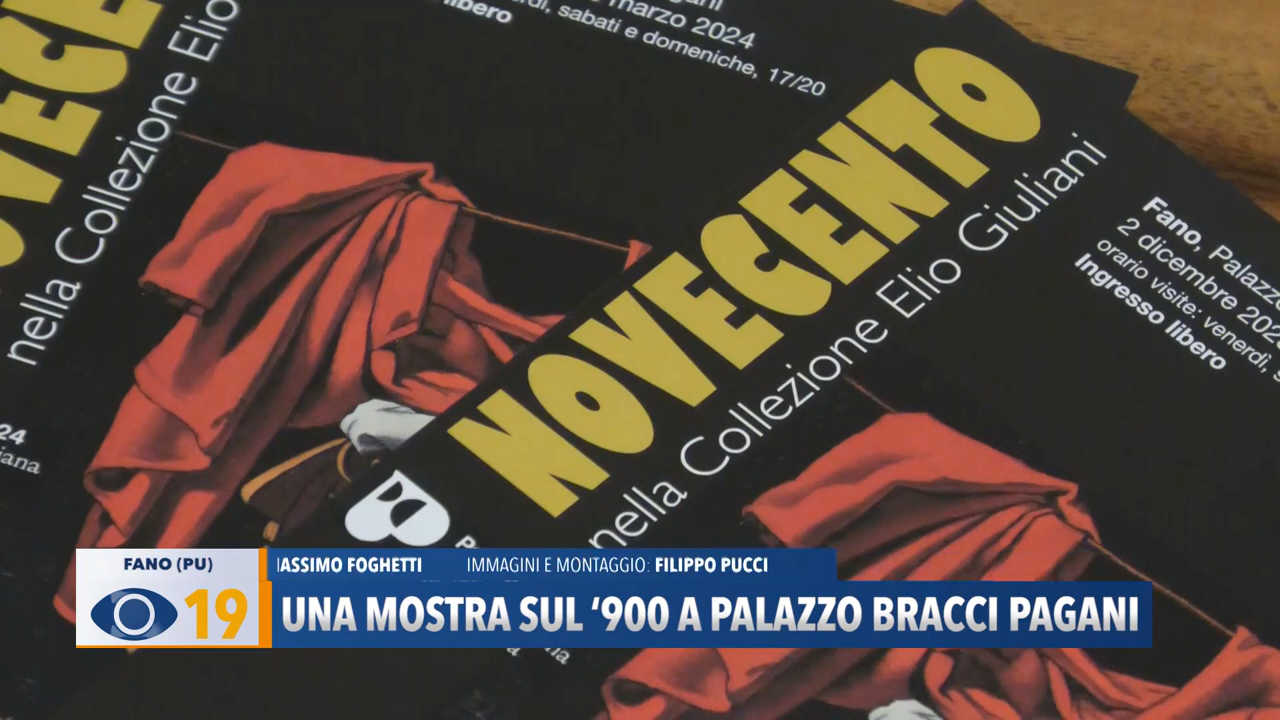 marzo 2024
libero
sabati e domeniche, 17/20
NOVECENTO
nella Collezione Elio Giuliani
Fano, Palazzo
2 dicembre
orario visite: venerdì,
Ingresso libero
nella Collezione Elio
24
FANO (PU)
19
ASSIMO FOGHETTI
IMMAGINI E MONTAGGIO: FILIPPO PUCCI
UNA MOSTRA SUL ‘900 A PALAZZO BRACCI PAGANI